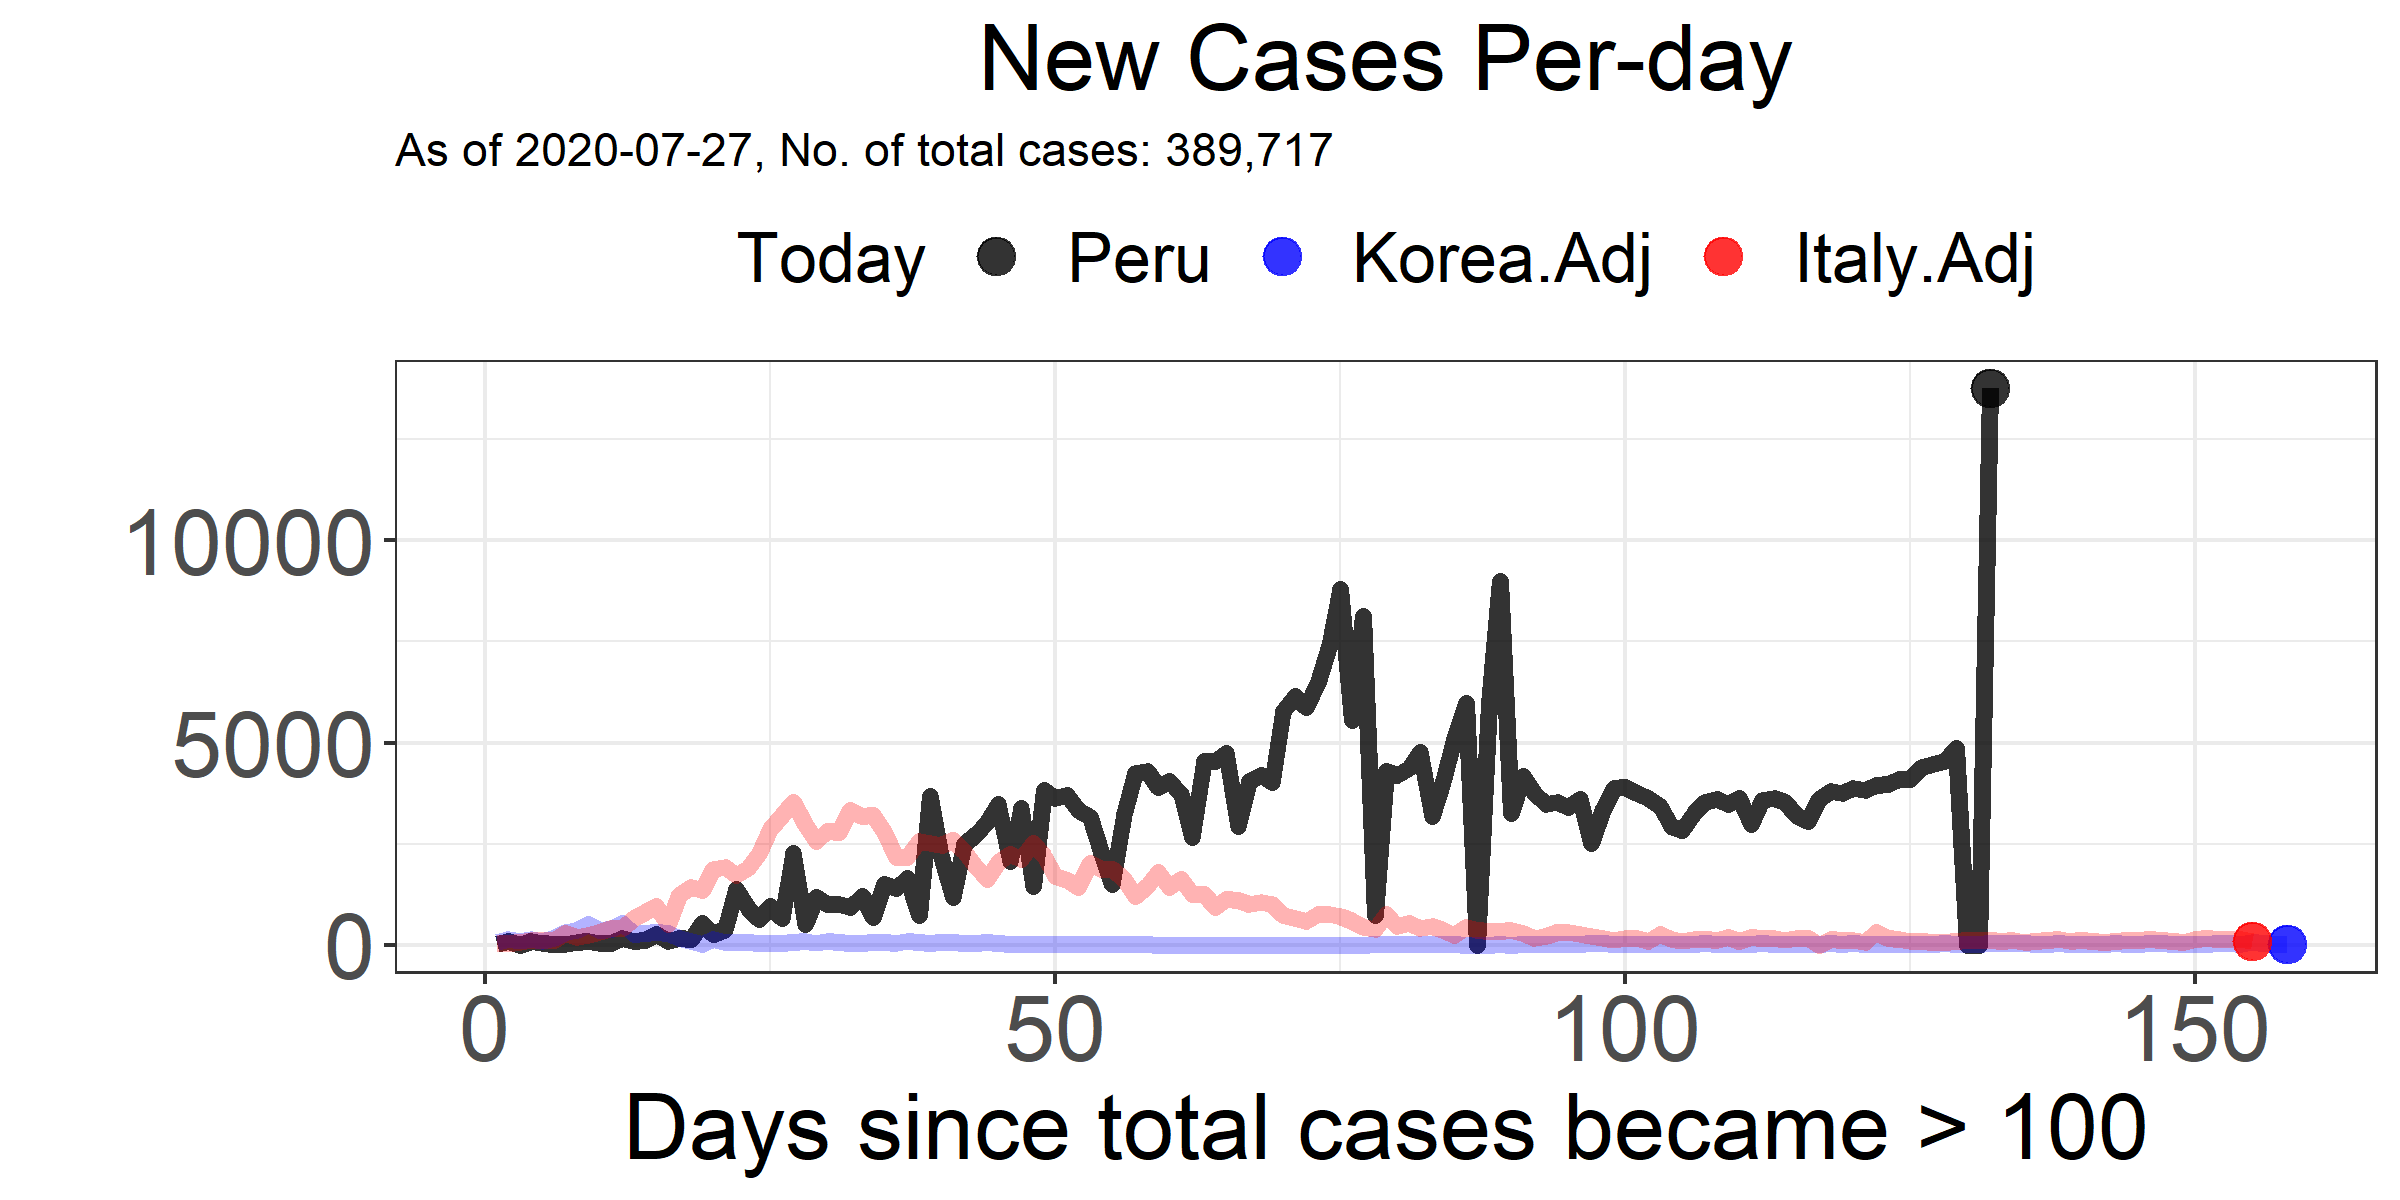 New Cases Per-day
As of 2020-07-27, No. of total cases: 389,717
Today Peru Korea.Adj Italy.Adj
10000
5000
0
0 50 100 150
Days since total cases became > 100